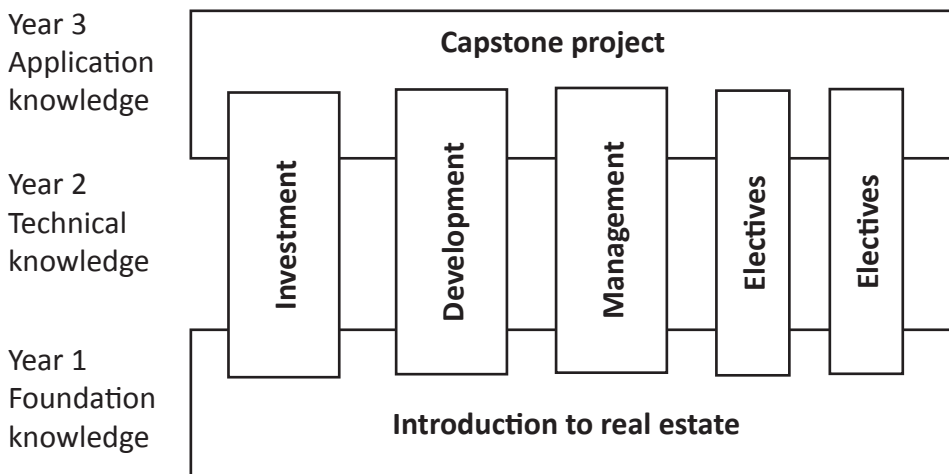 Year 3
Application
knowledge
Capstone project
Year 2
Technical
knowledge
Investment
Development
Management
Electives
Electives
Year 1
Foundation
knowledge
Introduction to real estate